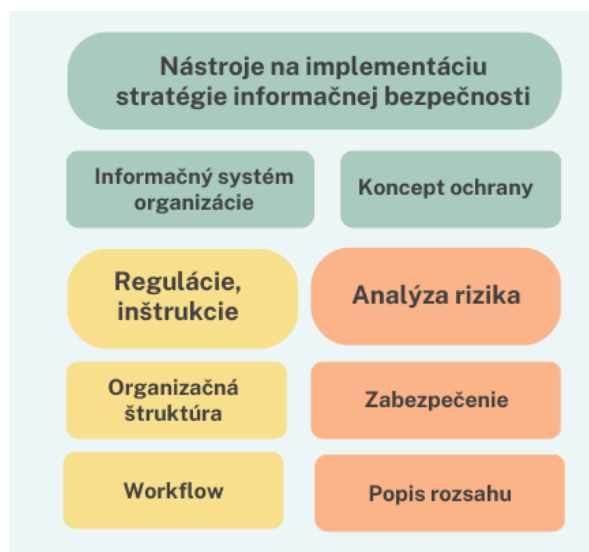 Nástroje na implementáciu
stratégie informačnej bezpečnosti
Informačný systém
organizácie
Koncept ochrany
Regulácie,
inštrukcie
Analýza rizika
Organizačná
štruktúra
Zabezpečenie
Workflow
Popis rozsahu